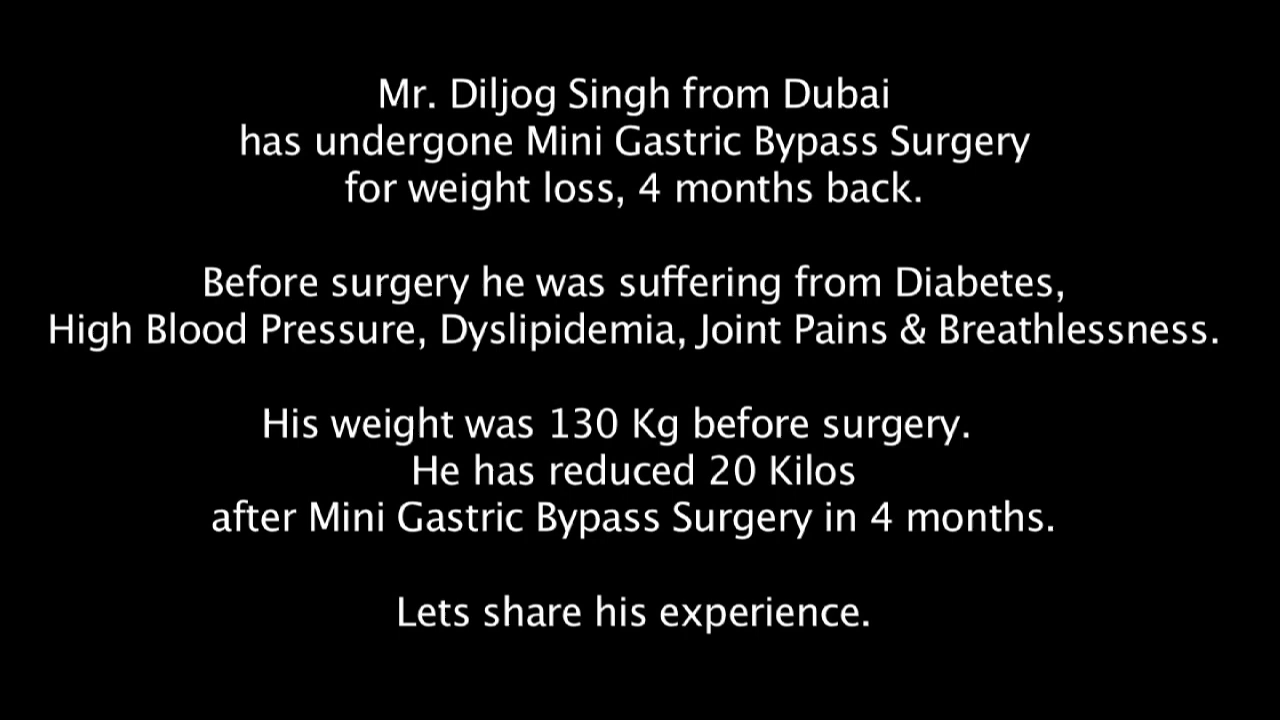 Mr. Diljog Singh from Dubai
has undergone Mini Gastric Bypass Surgery
for weight loss, 4 months back.
Before surgery he was suffering from Diabetes,
High Blood Pressure, Dyslipidemia, Joint Pains & Breathlessness.
His weight was 130 Kg before surgery.
He has reduced 20 Kilos
after Mini Gastric Bypass Surgery in 4 months.
Lets share his experience.